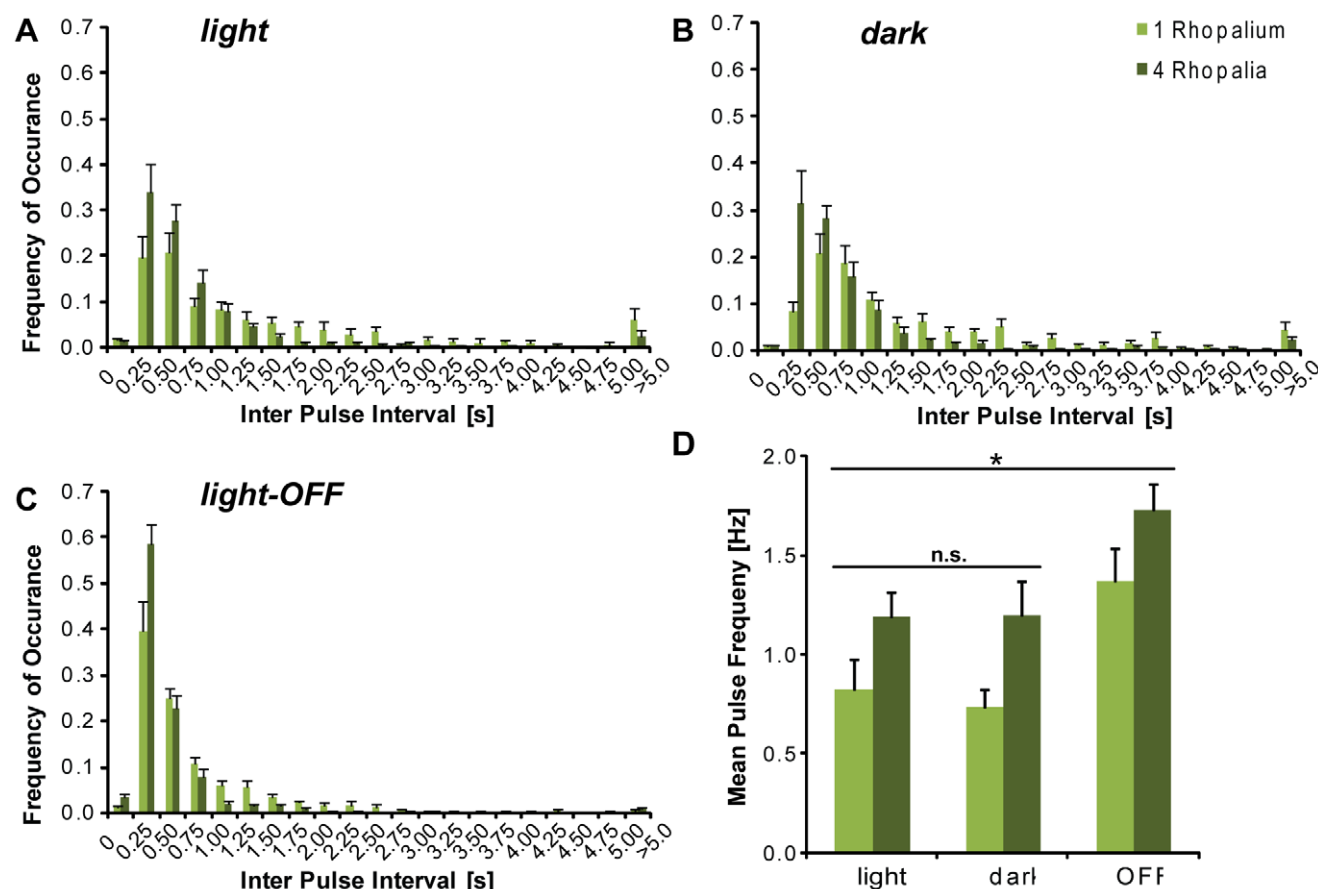 A
light
0.7
0.6
0.5
0.4
0.3
0.2
0.1
0.0
Frequency of Occurance
0 0.25 0.50 0.75 1.00 1.25 1.50 1.75 2.00 2.25 2.50 2.75 3.00 3.25 3.50 3.75 4.00 4.25 4.50 4.75 5.00 >5.0
Inter Pulse Interval [s]
B
dark
1 Rhopalium
4 Rhopalia
0.7
0.6
0.5
0.4
0.3
0.2
0.1
0.0
0 0.25 0.50 0.75 1.00 1.25 1.50 1.75 2.00 2.25 2.50 2.75 3.00 3.25 3.50 3.75 4.00 4.25 4.50 4.75 5.00 >5.0
Inter Pulse Interval [s]
C
light-OFF
0.7
0.6
0.5
0.4
0.3
0.2
0.1
0.0
Frequency of Occurance
0 0.25 0.50 0.75 1.00 1.25 1.50 1.75 2.00 2.25 2.50 2.75 3.00 3.25 3.50 3.75 4.00 4.25 4.50 4.75 5.00 >5.0
Inter Pulse Interval [s]
D
2.0
1.5
1.0
0.5
0.0
Mean Pulse Frequeny [Hz]
*
n.s.
light dark OFF